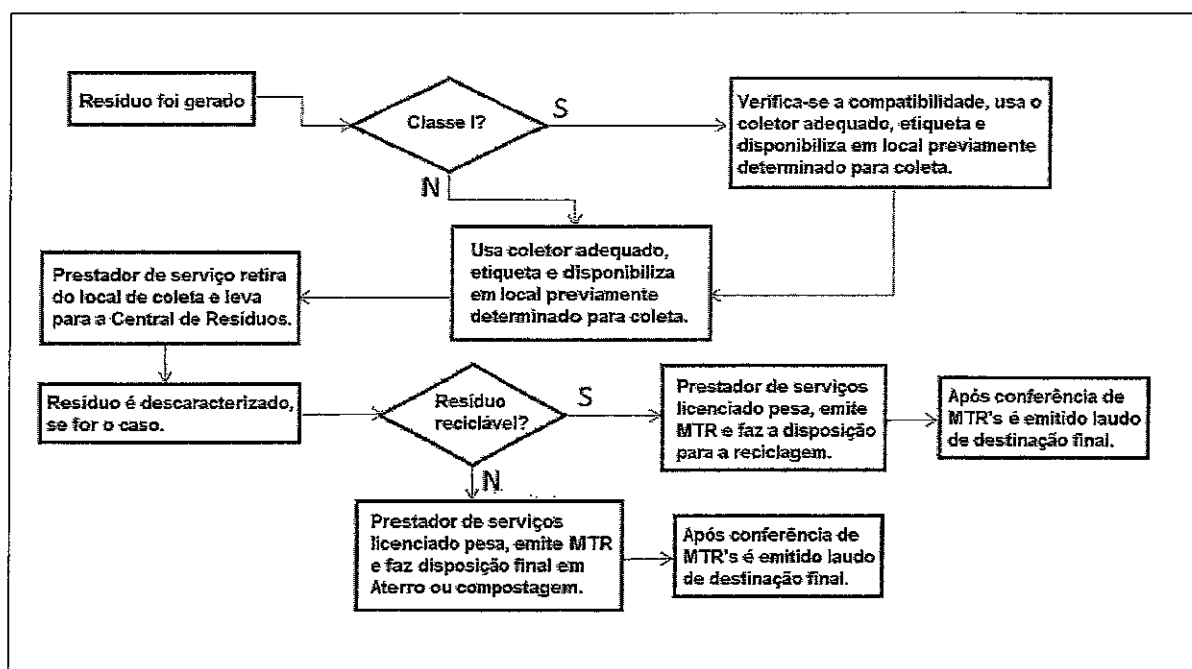 Resíduo foi gerado
Classe I?
S
Verifica-se a compatibilidade, usa o
coletor adequado, etiqueta e
disponibiliza em local previamente
determinado para coleta.
N
Usa coletor adequado,
etiqueta e disponibiliza
em local previamente
determinado para coleta.
Prestador de serviço retira
do local de coleta e leva
para a Central de Resíduos.
Resíduo é descaracterizado,
se for o caso.
Resíduo
reciclável?
S
Prestador de serviços
licenciado pesa, emite
MTR e faz a disposição
para a reciclagem.
Após conferência de
MTR's é emitido laudo
de destinação final.
N
Prestador de serviços
licenciado pesa, emite MTR
e faz disposição final em
Aterro ou compostagem.
Após conferência de
MTR's é emitido laudo
de destinação final.